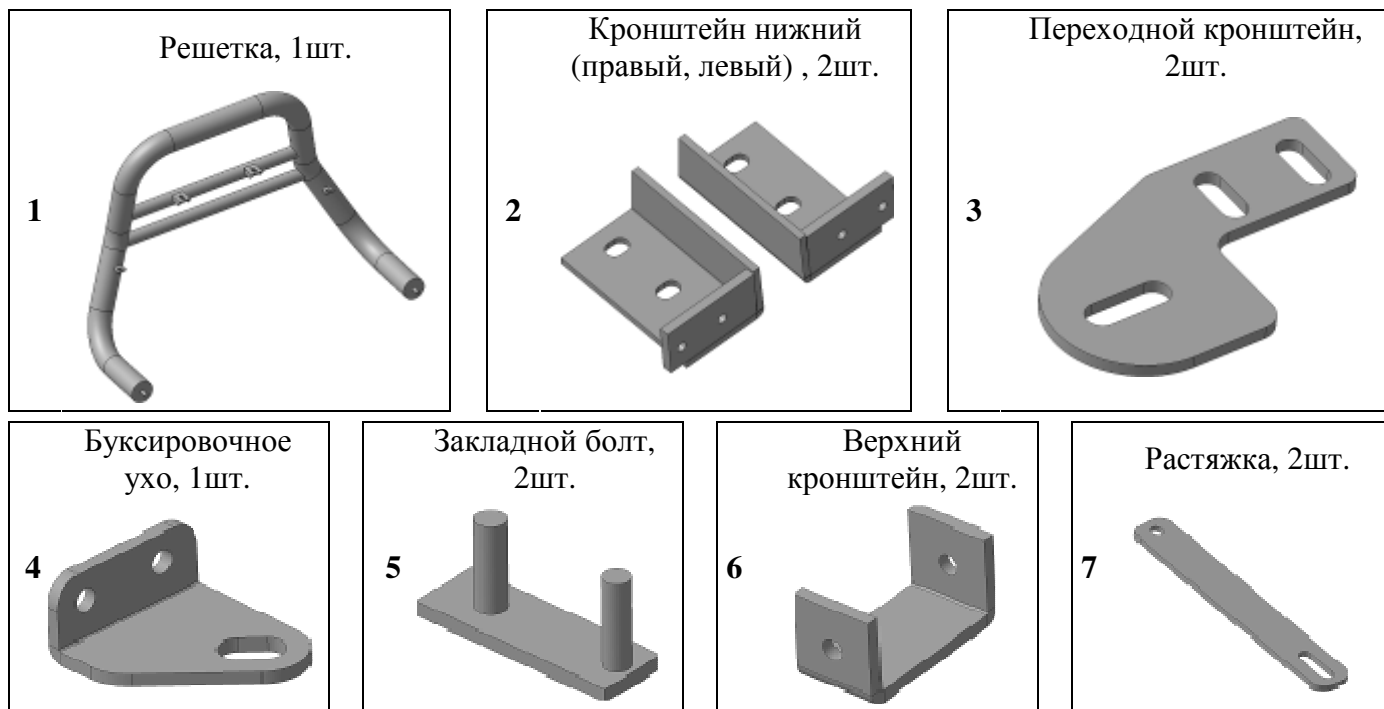 Решетка, 1шт.
1
Кронштейн нижний
(правый, левый) , 2шт.
2
Переходной кронштейн,
2шт.
3
Буксировочное
ухо, 1шт.
4
Закладной болт,
2шт.
5
Верхний
кронштейн, 2шт.
6
Растяжка, 2шт.
7